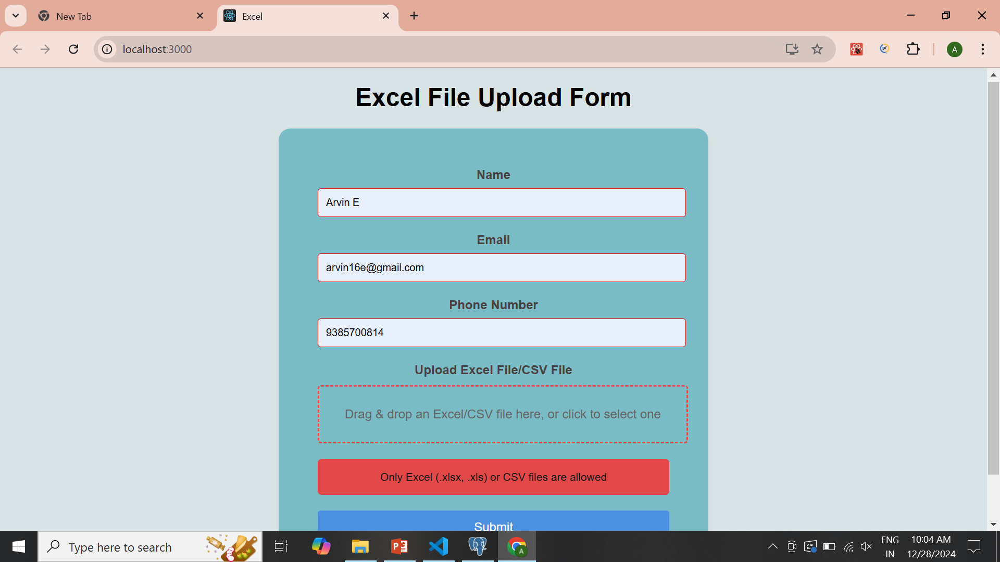 New Tab
Excel
localhost:3000
A
Excel File Upload Form
Name
Arvin E
Email
arvin16e@gmail.com
Phone Number
9385700814
Upload Excel File/CSV File
Drag & drop an Excel/CSV file here, or click to select one
Only Excel (.xlsx, .xls) or CSV files are allowed
Submit
Type here to search
P
A
ENG
IN
10:04 AM
12/28/2024